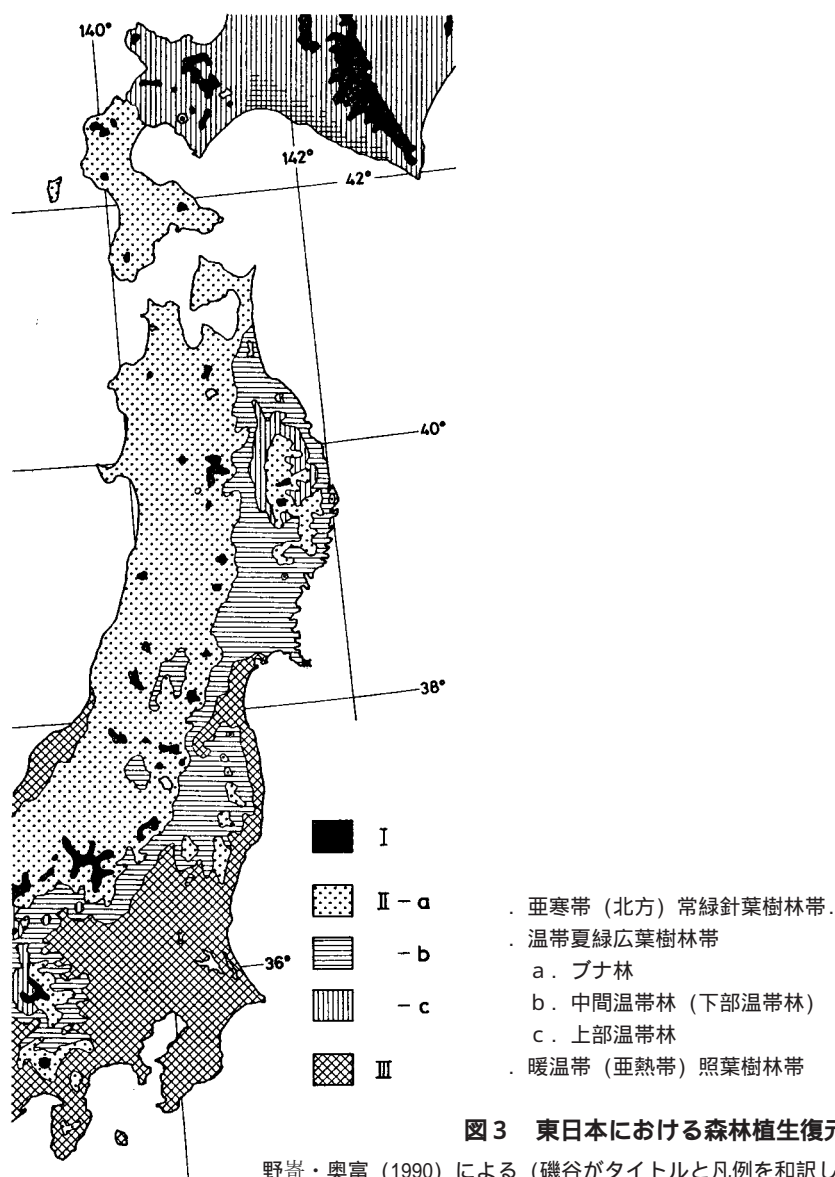 140°
142°
42°
40°
38°
36°
I
II - a
- b
- c
III
. 亜寒帯 (北方) 常緑針葉樹林帯.
. 温帯夏緑広葉樹林帯
a . ブナ林
b . 中間温帯林 (下部温帯林)
c . 上部温帯林
. 暖温帯 (亜熱帯) 照葉樹林帯
図3 東日本における森林植生復元
野嵜・奥富 (1990) による (磯谷がタイトルと凡例を和訳し